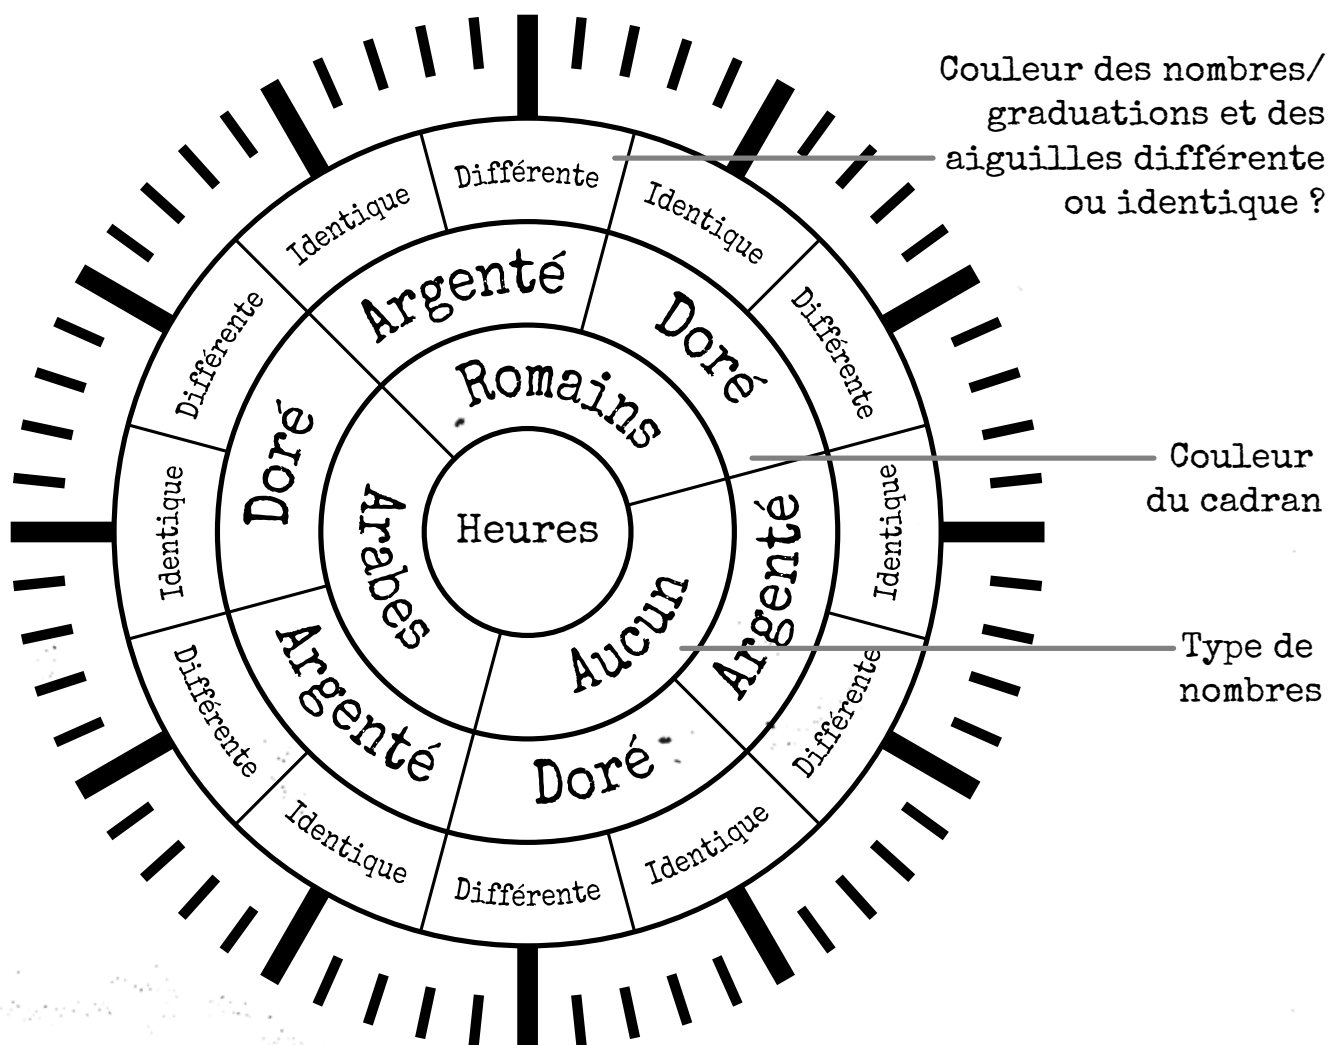 Couleur des nombres/
graduations et des
aiguilles différente
ou identique ?
Couleur
du cadran
Type de
nombres
Heures
Romains
Aucun
Arabes
Argenté
Doré
Argenté
Doré
Argenté
Doré
Différente
Identique
Différente
Identique
Différente
Identique
Différente
Identique
Différente
Identique
Différente
Identique